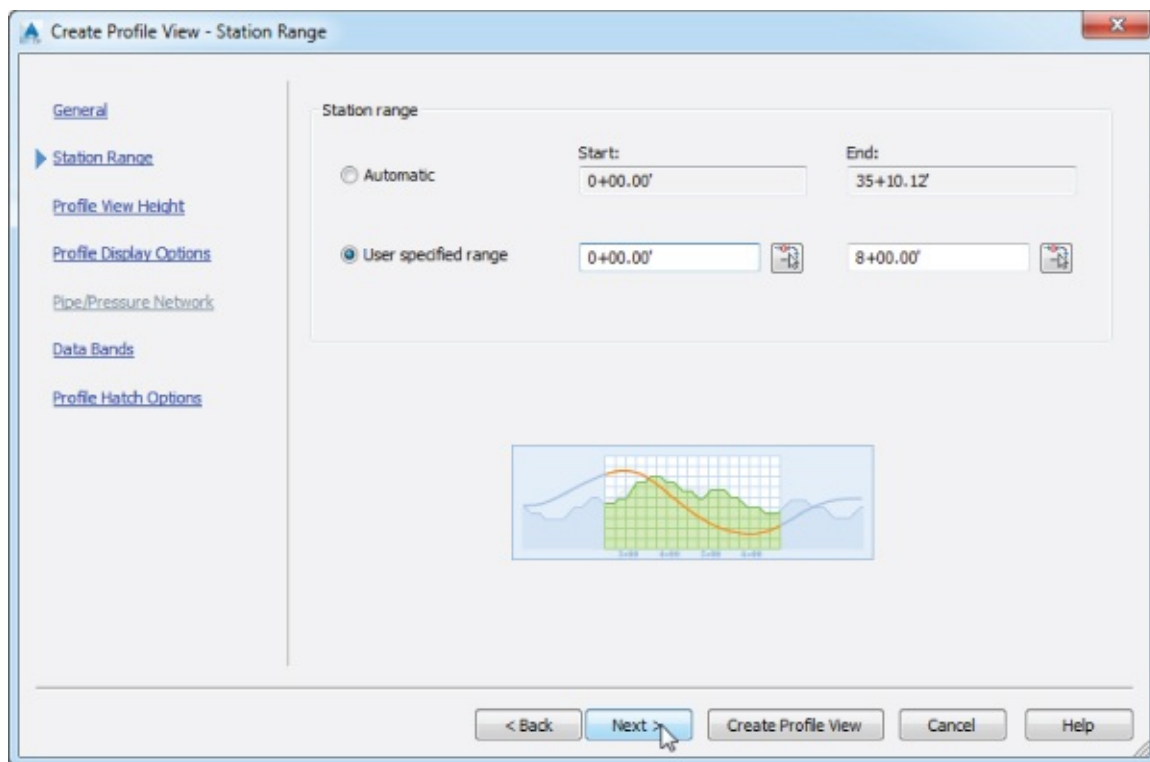 Create Profile View - Station Range
General
Station Range
Profile View Height
Profile Display Options
Pipe/Pressure Network
Data Bands
Profile Hatch Options
Station range
Start:
End:
Automatic
0+00.00'
35+10.12'
User specified range
0+00.00'
8+00.00'
< Back
Next >
Create Profile View
Cancel
Help